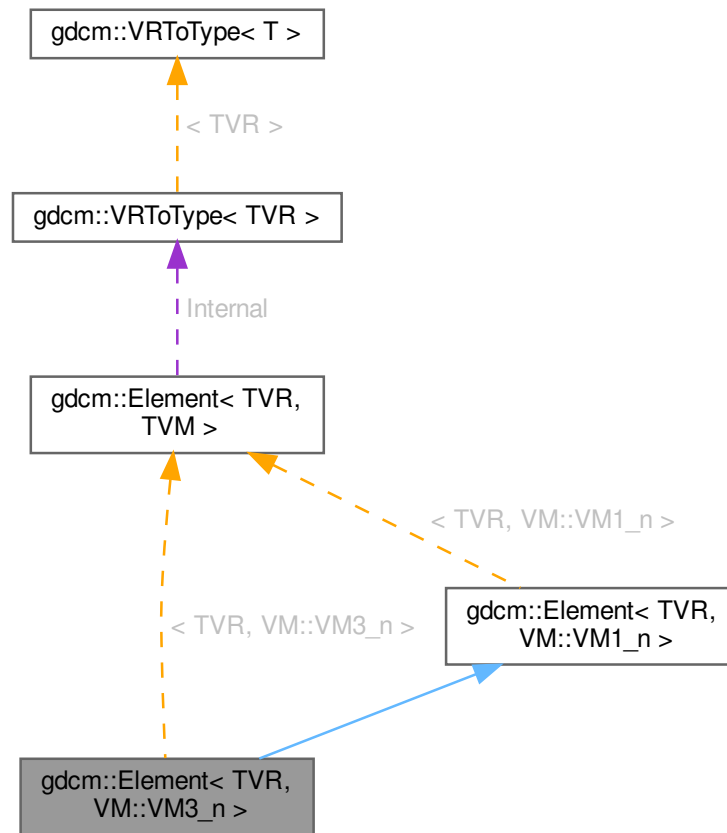 gdcm::VRToType< T >
< TVR >
gdcm::VRToType< TVR >
Internal
gdcm::Element< TVR,
TVM >
< TVR, VM::VM1_n >
< TVR, VM::VM3_n >
gdcm::Element< TVR,
VM::VM1_n >
gdcm::Element< TVR,
VM::VM3_n >